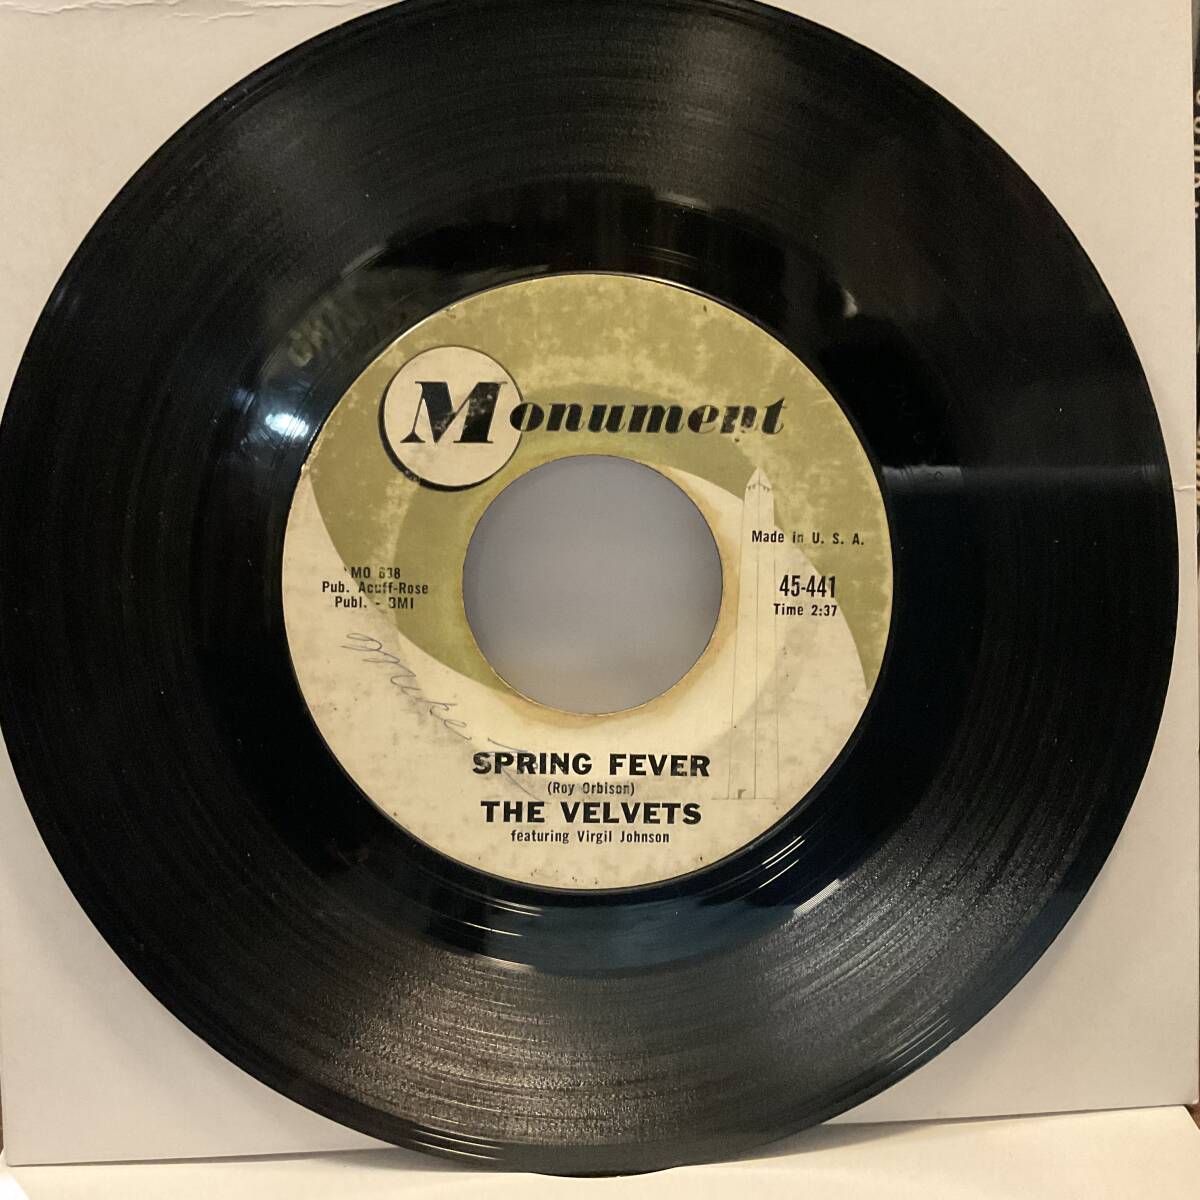 Monument
Made in U. S. A.
MO 638
Pub. Acuff-Rose
Publ. - BMI
45-441
Time 2:37
SPRING FEVER
(Roy Orbison)
THE VELVETS
featuring Virgil Johnson